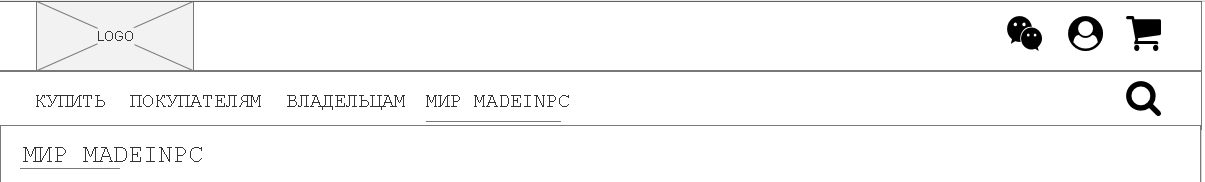 LOGO
КУПИТЬ ПОКУПАТЕЛЯМ ВЛАДЕЛЬЦАМ МИР MADEINPC
МИР MADEINPC